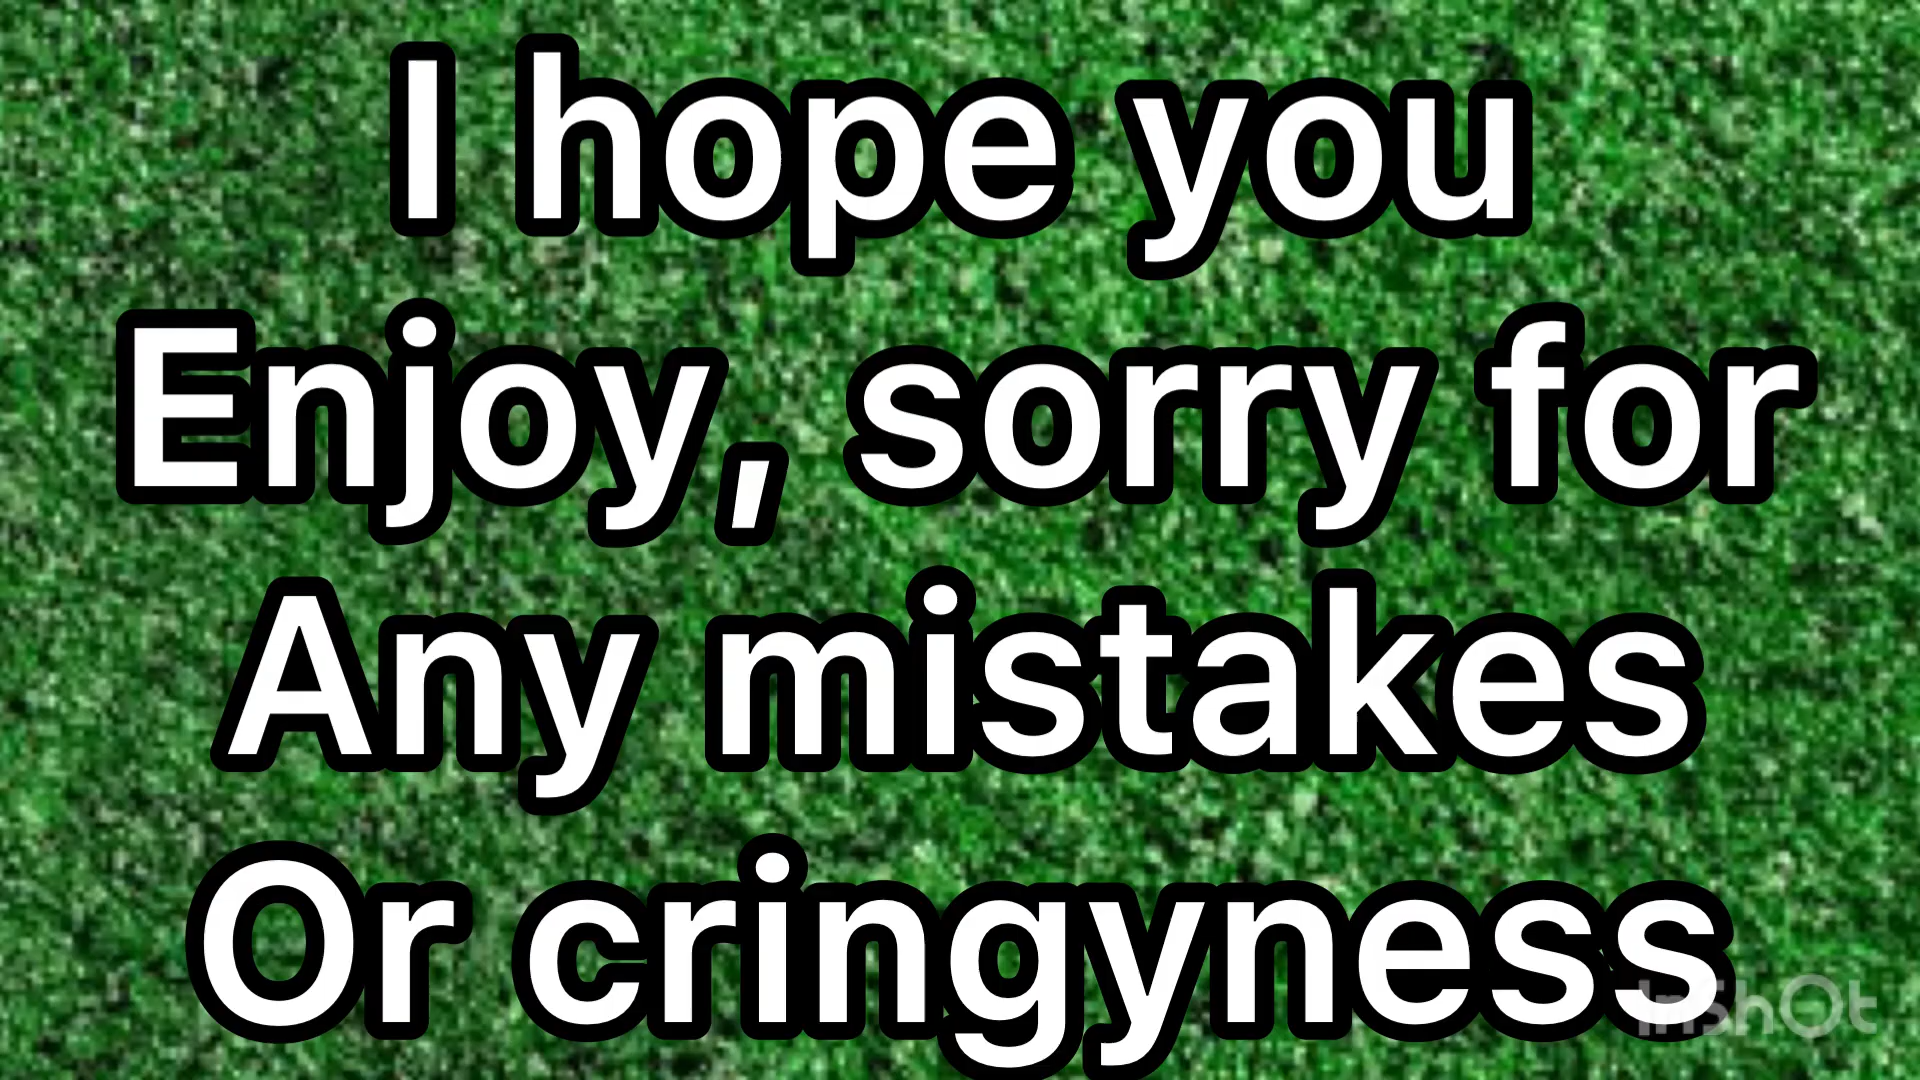 I hope you
Enjoy, sorry for
Any mistakes
Or cringyness
InShOt